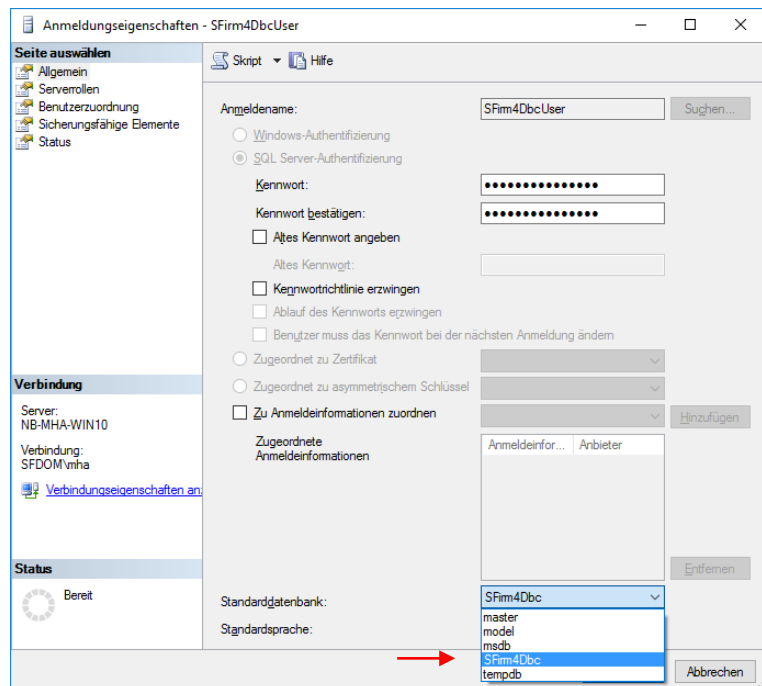 Anmeldungseigenschaften - SFirm4DbcUser
Seite auswählen
Allgemein
Serverrollen
Benutzerzuordnung
Sicherungsfähige Elemente
Status
Skript
Hilfe
Anmeldename:
SFirm4DbcUser
Suchen...
Windows-Authentifizierung
SQL Server-Authentifizierung
Kennwort:
●●●●●●●●●●●●●●●
Kennwort bestätigen:
●●●●●●●●●●●●●●●
Altes Kennwort angeben
Altes Kennwort:
Kennwortrichtlinie erzwingen
Ablauf des Kennworts erzwingen
Benutzer muss das Kennwort bei der nächsten Anmeldung ändern
Zugeordnet zu Zertifikat
Zugeordnet zu asymmetrischem Schlüssel
Zu Anmeldeinformationen zuordnen
Hinzufügen
Zugeordnete
Anmeldeinformationen
Anmeldeinfor... Anbieter
Entfernen
Standarddatenbank:
SFirm4Dbc
Standardsprache:
master
model
msdb
SFirm4Dbc
tempdb
Verbindung
Server:
NB-MHA-WIN10
Verbindung:
SFDOM\mha
Verbindungseigenschaften an
Status
Bereit
Abbrechen